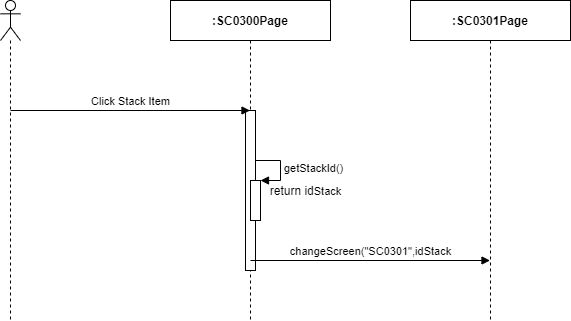 :SC0300Page
:SC0301Page
Click Stack Item
getStackId()
return idStack
changeScreen("SC0301",idStack